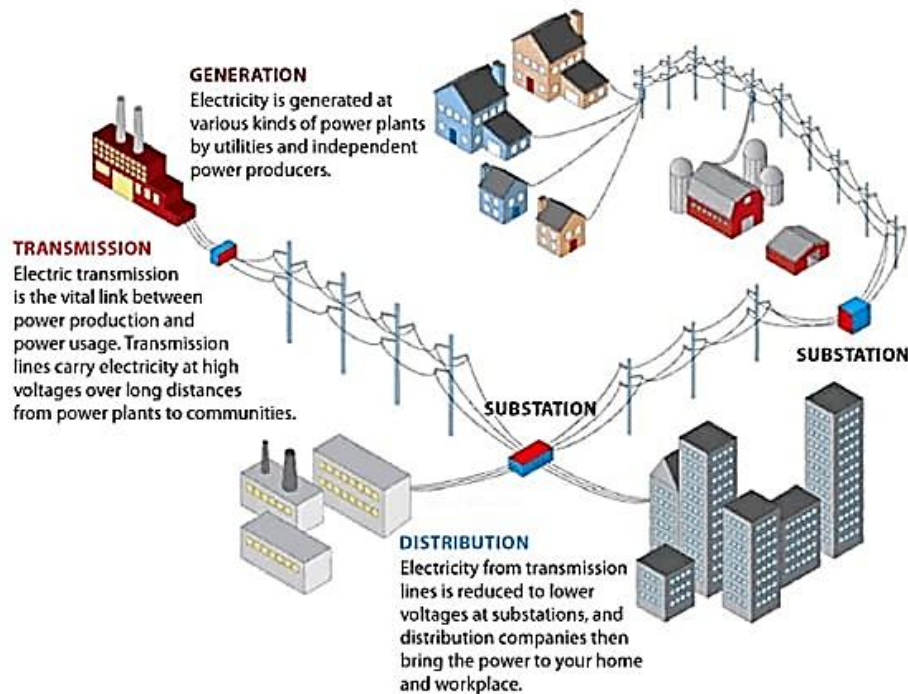 GENERATION
Electricity is generated at
various kinds of power plants
by utilities and independent
power producers.
TRANSMISSION
Electric transmission
is the vital link between
power production and
power usage. Transmission
lines carry electricity at high
voltages over long distances
from power plants to communities.
SUBSTATION
SUBSTATION
DISTRIBUTION
Electricity from transmission
lines is reduced to lower
voltages at substations, and
distribution companies then
bring the power to your home
and workplace.